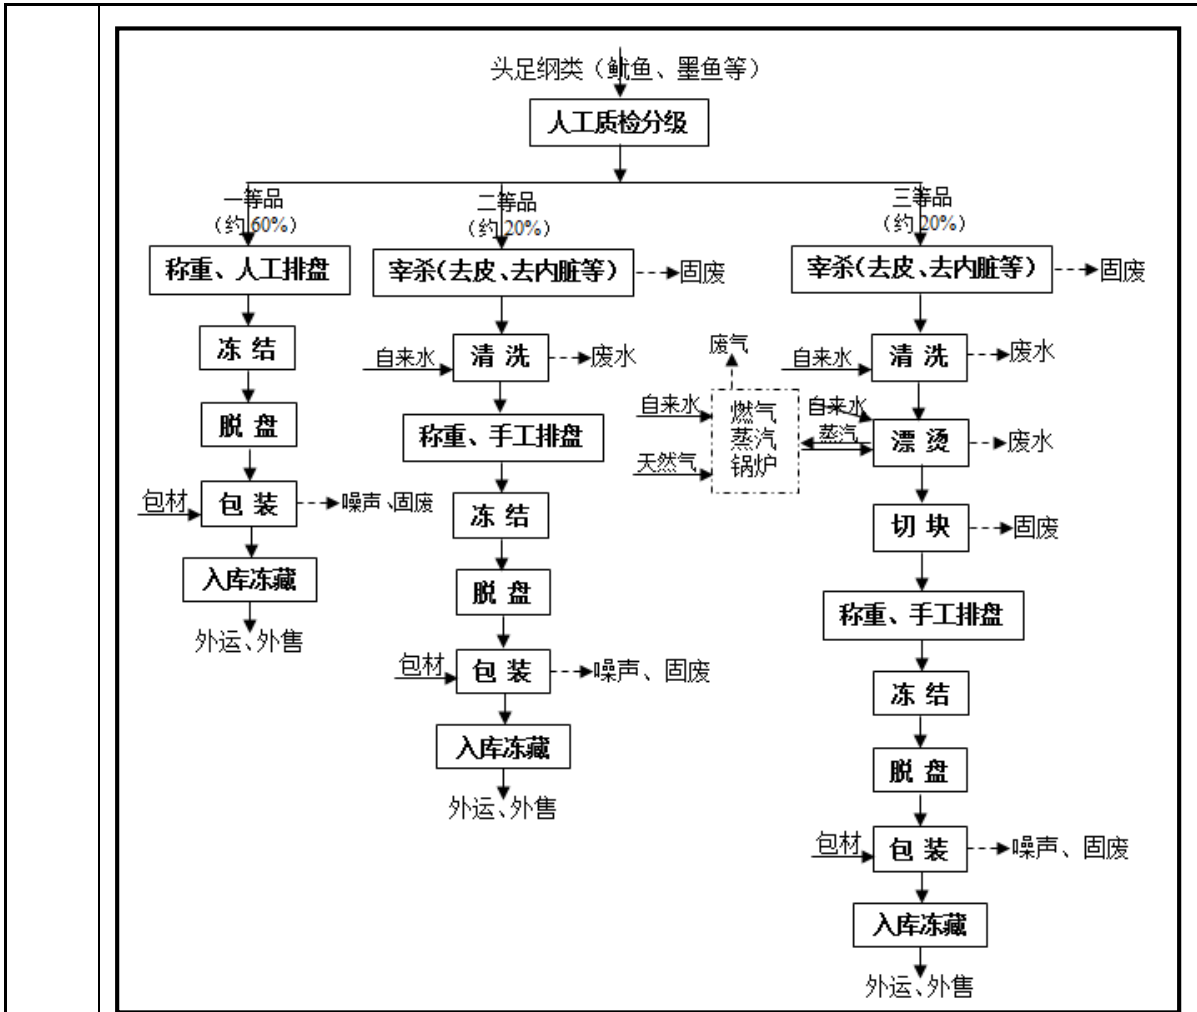 头足纲类（鱿鱼、墨鱼等）
人工质检分级
一等品
（约 60%）
称重、人工排盘
冻 结
脱 盘
包材
包 装
噪声、固废
入库冻藏
外运、外售
二等品
（约 20%）
宰杀（去皮、去内脏等）
固废
自来水
清 洗
废水
称重、手工排盘
冻 结
脱 盘
包材
包 装
噪声、固废
入库冻藏
外运、外售
三等品
（约 20%）
宰杀（去皮、去内脏等）
固废
自来水
清 洗
废水
废气
自来水
天然气
燃气
蒸汽
锅炉
自来水
蒸汽
漂 烫
废水
切 块
固废
称重、手工排盘
冻 结
脱 盘
包材
包 装
噪声、固废
入库冻藏
外运、外售